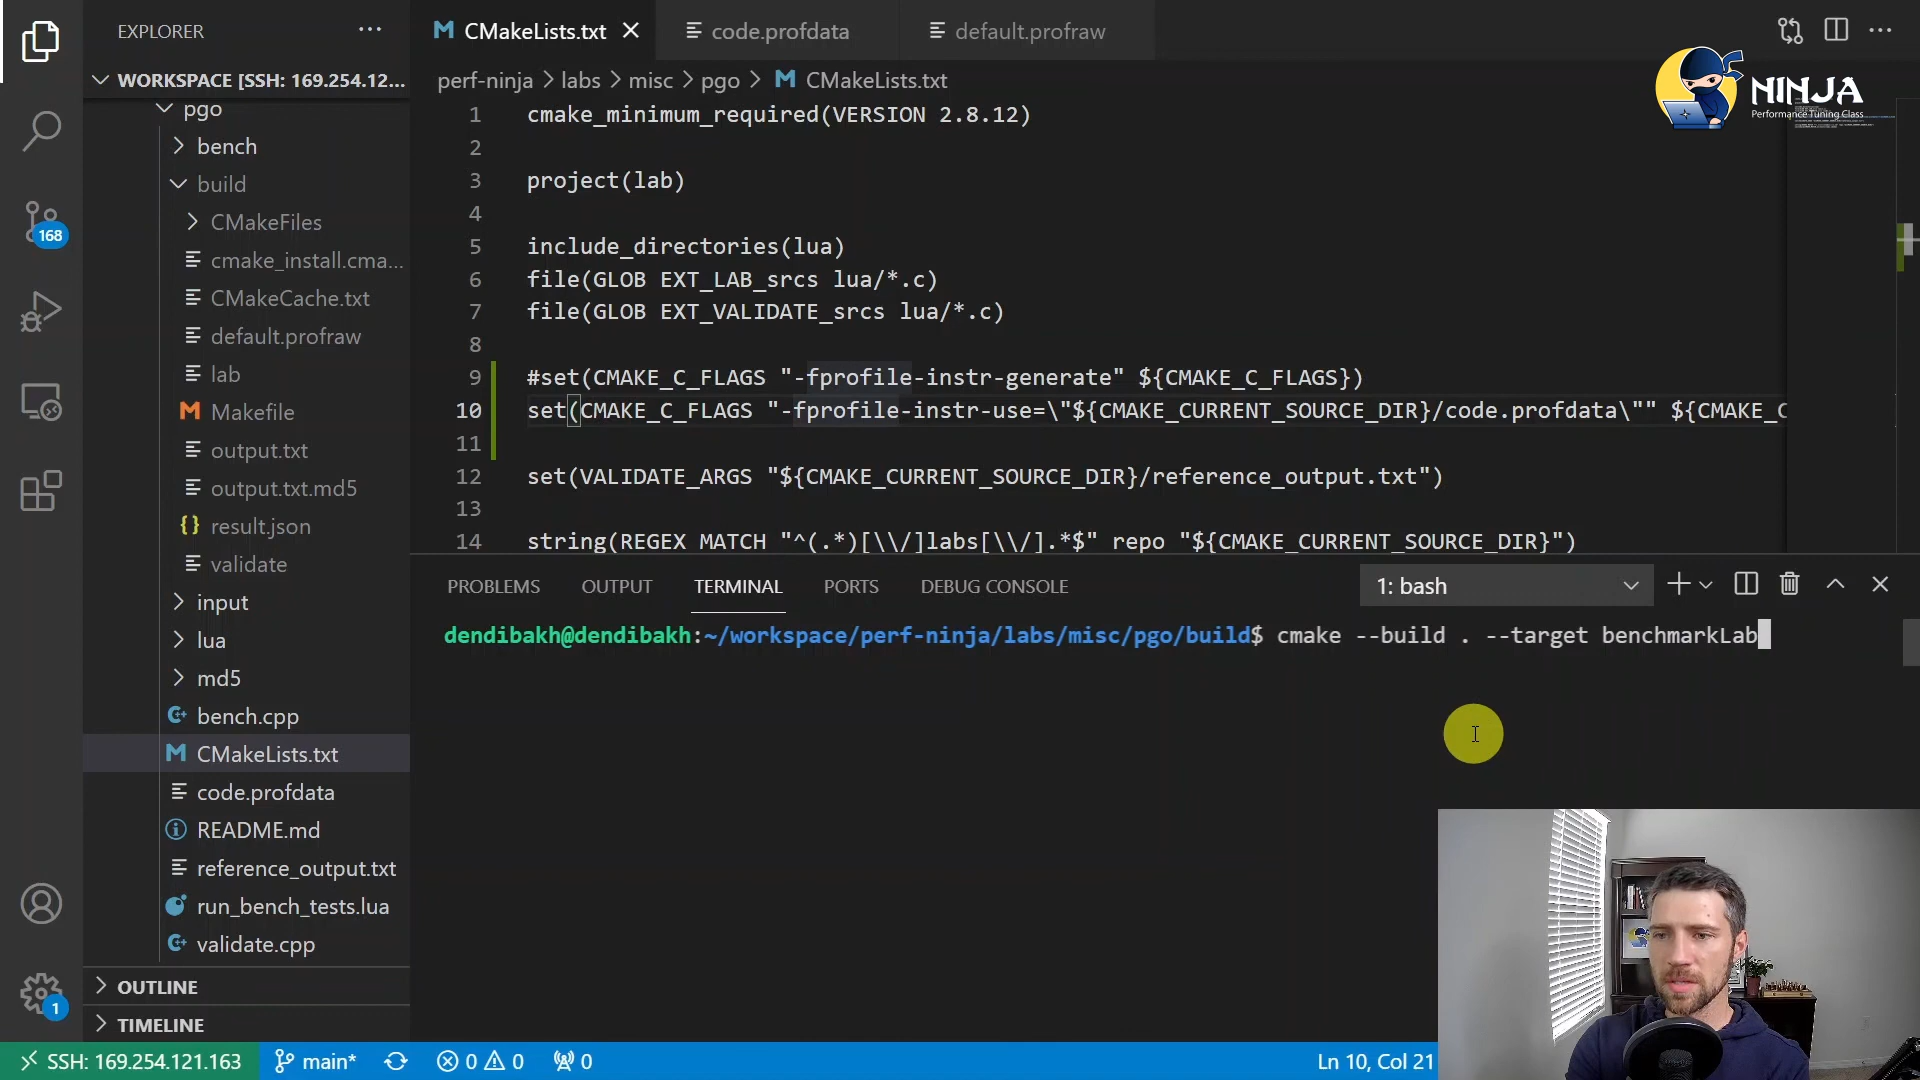 EXPLORER
WORKSPACE [SSH: 169.254.12...
pgo
bench
build
CMakeFiles
cmake_install.cma...
CMakeCache.txt
default.profraw
lab
Makefile
output.txt
output.txt.md5
result.json
validate
input
lua
md5
bench.cpp
CMakeLists.txt
code.profdata
README.md
reference_output.txt
run_bench_tests.lua
validate.cpp
OUTLINE
TIMELINE
168
1
CMakeLists.txt
code.profdata
default.profraw
perf-ninja > labs > misc > pgo > CMakeLists.txt
NINJA
Performance Tuning Class
1 cmake_minimum_required(VERSION 2.8.12)
2
3 project(lab)
4
5 include_directories(lua)
6 file(GLOB EXT_LAB_srcs lua/*.c)
7 file(GLOB EXT_VALIDATE_srcs lua/*.c)
8
9 #set(CMAKE_C_FLAGS "-fprofile-instr-generate" ${CMAKE_C_FLAGS})
10 set(CMAKE_C_FLAGS "-fprofile-instr-use=\"${CMAKE_CURRENT_SOURCE_DIR}/code.profdata\"" ${CMAKE_C
11
12 set(VALIDATE_ARGS "${CMAKE_CURRENT_SOURCE_DIR}/reference_output.txt")
13
14 string(REGEX MATCH "^(.*)[\\/]labs[\\/].*$" repo "${CMAKE_CURRENT_SOURCE_DIR}")
PROBLEMS OUTPUT TERMINAL PORTS DEBUG CONSOLE
1: bash
dendibakh@dendibakh:~/workspace/perf-ninja/labs/misc/pgo/build$ cmake --build . --target benchmarkLab
SSH: 169.254.121.163 main* 0 0 0 Ln 10, Col 21